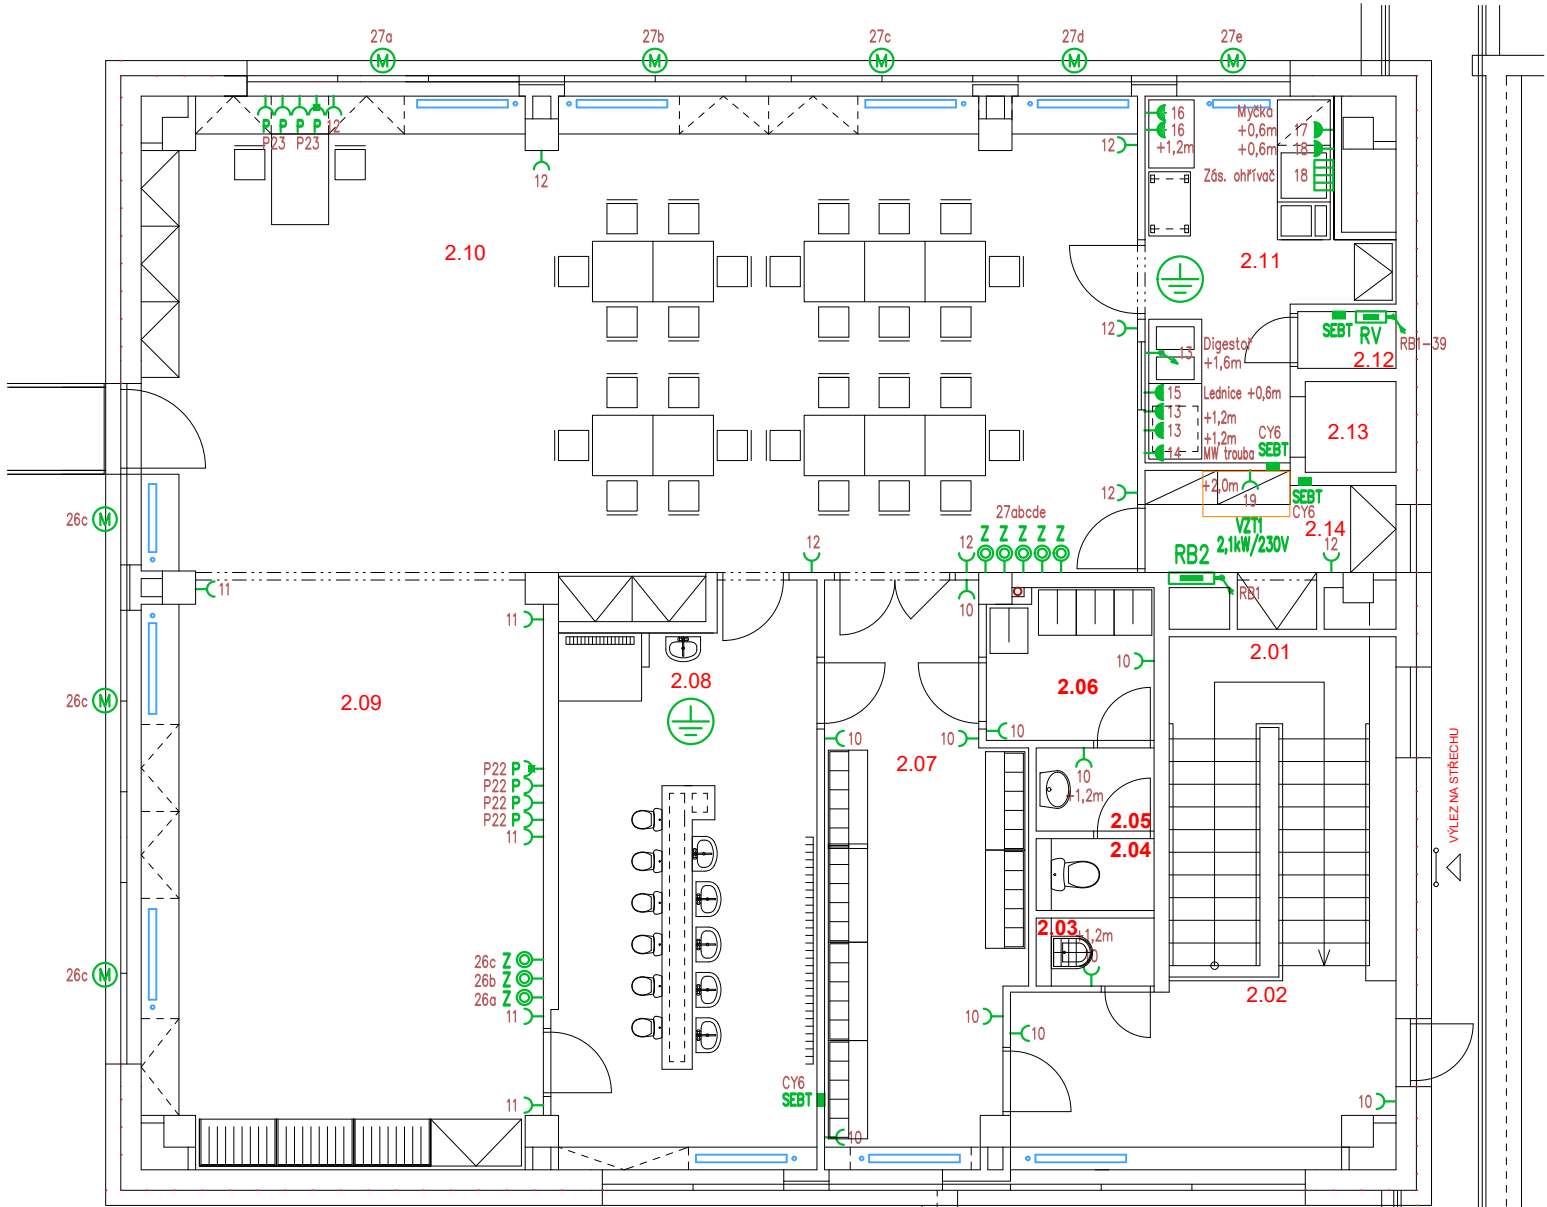 27a
27b
27c
27d
27e
M
M
M
M
M
P
P
P
P
12
P23
P23
12
12
16
16
+1,2m
Myčka
+0,6m
17
+0,6m
18
Zás. ohřívač
18
2.10
2.11
12
Digestoř
13
+1,6m
SEBT
RV
RB1-39
2.12
15
Lednice +0,6m
13
+1,2m
13
+1,2m
14
MW trouba
CY6
SEBT
2.13
12
+2,0m
19
SEBT
CY6
VZT1
2,1kW/230V
2.14
12
26c
M
27abcde
Z
Z
Z
Z
Z
12
12
RB2
RB1
11
11
10
10
2.01
2.06
2.08
2.09
26c
M
10
10
10
2.07
P22
P
P22
P
P22
P
P22
P
11
10
+1,2m
2.05
2.04
VÝLEZ NA STŘECHU
2.03
+1,2m
10
26c
Z
26b
Z
26a
Z
26c
M
2.02
11
10
10
CY6
SEBT
11
10
10